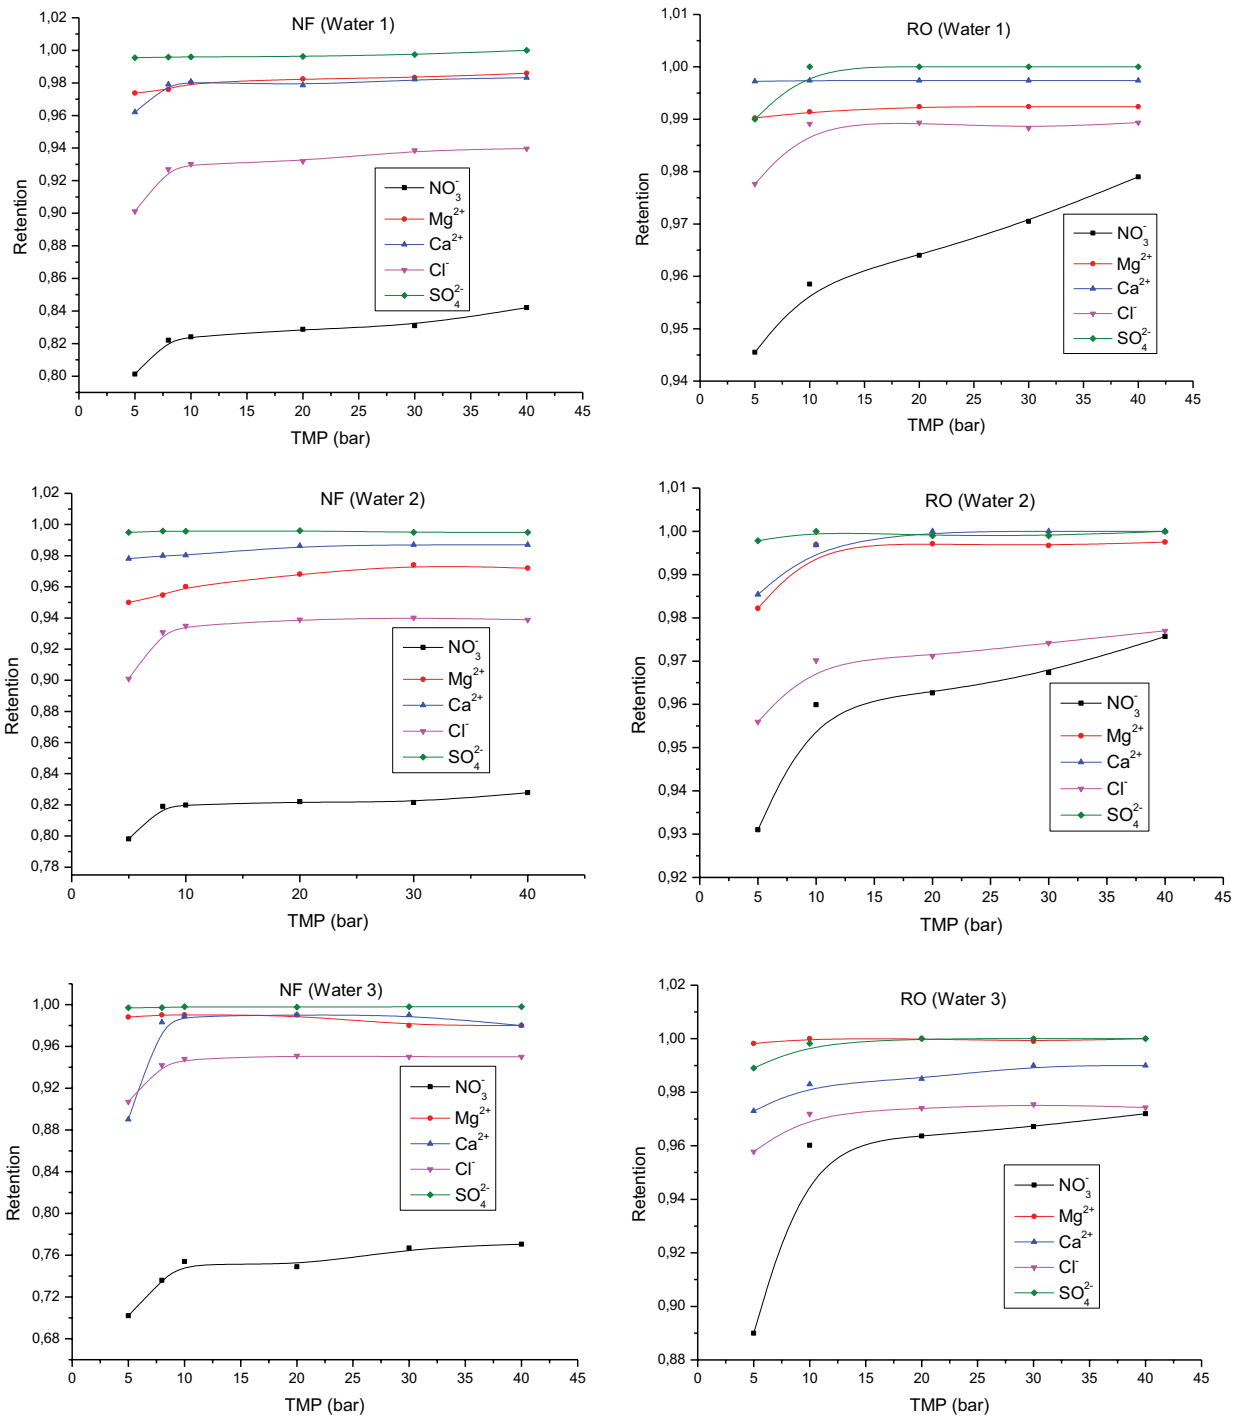 NF (Water 1)
Retention
1,02
1,00
0,98
0,96
0,94
0,92
0,90
0,88
0,86
0,84
0,82
0,80
NO3-
Mg2+
Ca2+
Cl-
SO42-
0 5 10 15 20 25 30 35 40 45
TMP (bar)
RO (Water 1)
Retention
1,01
1,00
0,99
0,98
0,97
0,96
0,95
0,94
NO3-
Mg2+
Ca2+
Cl-
SO42-
0 5 10 15 20 25 30 35 40 45
TMP (bar)
NF (Water 2)
Retention
1,02
1,00
0,98
0,96
0,94
0,92
0,90
0,88
0,86
0,84
0,82
0,80
0,78
NO3-
Mg2+
Ca2+
Cl-
SO42-
0 5 10 15 20 25 30 35 40 45
TMP (bar)
RO (Water 2)
Retention
1,01
1,00
0,99
0,98
0,97
0,96
0,95
0,94
0,93
0,92
NO3-
Mg2+
Ca2+
Cl-
SO42-
0 5 10 15 20 25 30 35 40 45
TMP (bar)
NF (Water 3)
Retention
1,00
0,96
0,92
0,88
0,84
0,80
0,76
0,72
0,68
NO3-
Mg2+
Ca2+
Cl-
SO42-
0 5 10 15 20 25 30 35 40 45
TMP (bar)
RO (Water 3)
Retention
1,02
1,00
0,98
0,96
0,94
0,92
0,90
0,88
NO3-
Mg2+
Ca2+
Cl-
SO42-
0 5 10 15 20 25 30 35 40 45
TMP (bar)